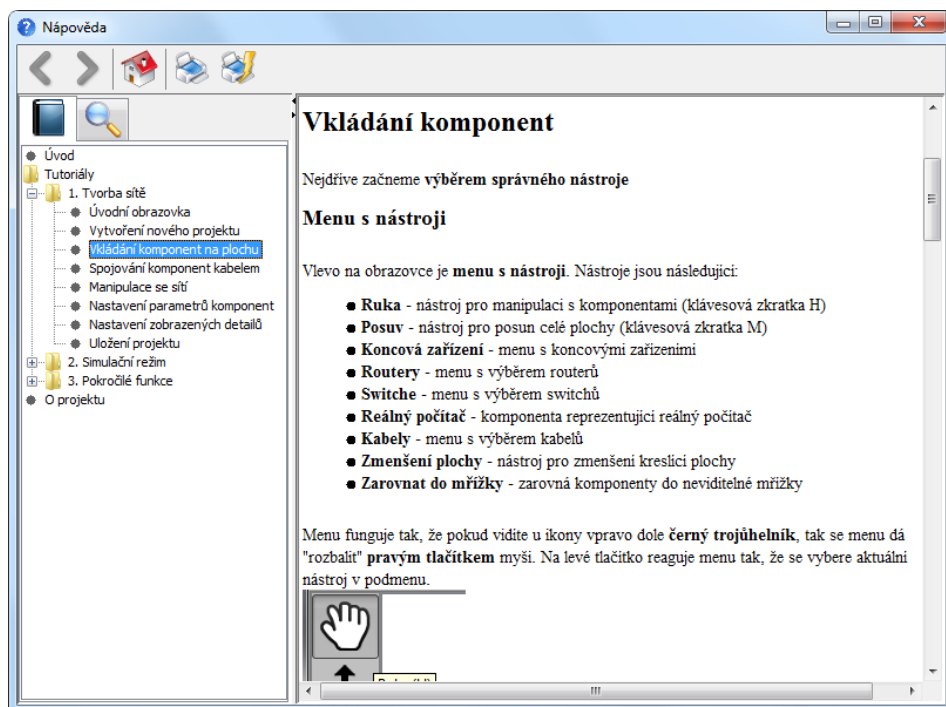 Nápověda
Úvod
Tutoriály
1. Tvorba sítě
Úvodní obrazovka
Vytvoření nového projektu
Vkládání komponent na plochu
Spojování komponent kabelem
Manipulace se sítí
Nastavení parametrů komponent
Nastavení zobrazených detailů
Uložení projektu
2. Simulační režim
3. Pokročilé funkce
O projektu
Vkládání komponent
Nejdříve začneme výběrem správného nástroje
Menu s nástroji
Vlevo na obrazovce je menu s nástroji. Nástroje jsou následující:
Ruka - nástroj pro manipulaci s komponentami (klávesová zkratka H)
Posuv - nástroj pro posun celé plochy (klávesová zkratka M)
Koncová zařízení - menu s koncovými zařízeními
Routery - menu s výběrem routerů
Switche - menu s výběrem switchů
Reálný počítač - komponenta reprezentující reálný počítač
Kabely - menu s výběrem kabelů
Zmenšení plochy - nástroj pro zmenšení kreslící plochy
Zarovnat do mřížky - zarovná komponenty do neviditelné mřížky
Menu funguje tak, že pokud vidíte u ikony vpravo dole černý trojúhelník, tak se menu dá
"rozbalit" pravým tlačítkem myši. Na levé tlačítko reaguje menu tak, že se vybere aktuální
nástroj v podmenu.